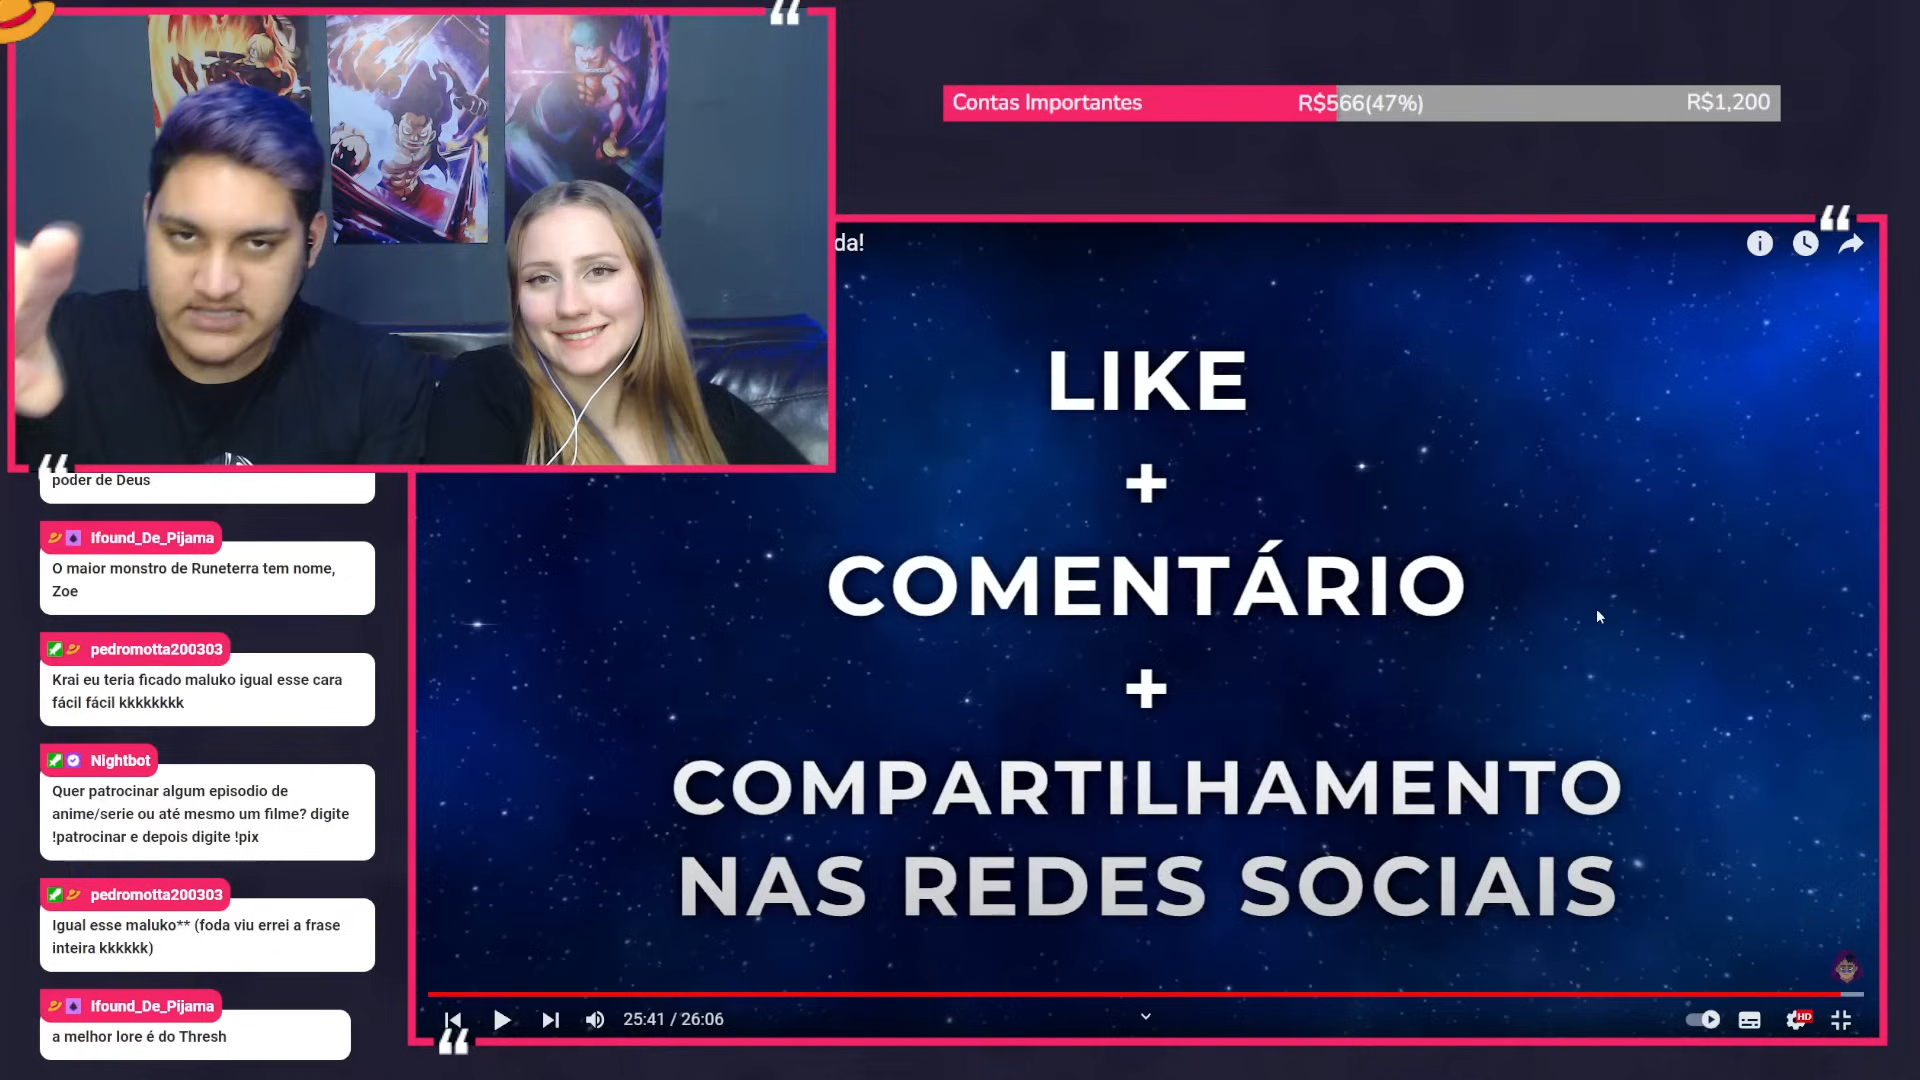 Contas Importantes R$566(47%) R$1,200
da!
LIKE
+
COMENTÁRIO
+
COMPARTILHAMENTO
NAS REDES SOCIAIS
poder de Deus
Ifound_De_Pijama
O maior monstro de Runeterra tem nome,
Zoe
pedromotta200303
Krai eu teria ficado maluko igual esse cara
fácil fácil kkkkkkkk
Nightbot
Quer patrocinar algum episodio de
anime/serie ou até mesmo um filme? digite
!patrocinar e depois digite !pix
pedromotta200303
Igual esse maluko** (foda viu errei a frase
inteira kkkkkk)
Ifound_De_Pijama
a melhor lore é do Thresh
25:41 / 26:06
HD